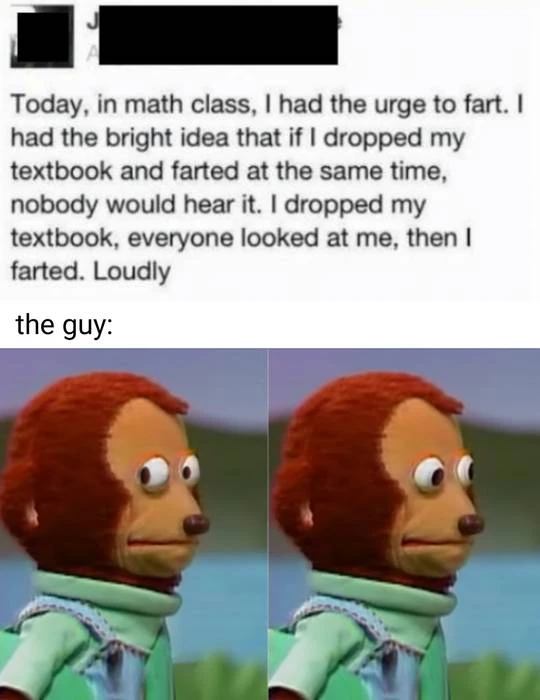 J
A
Today, in math class, I had the urge to fart. I
had the bright idea that if I dropped my
textbook and farted at the same time,
nobody would hear it. I dropped my
textbook, everyone looked at me, then I
farted. Loudly
the guy: